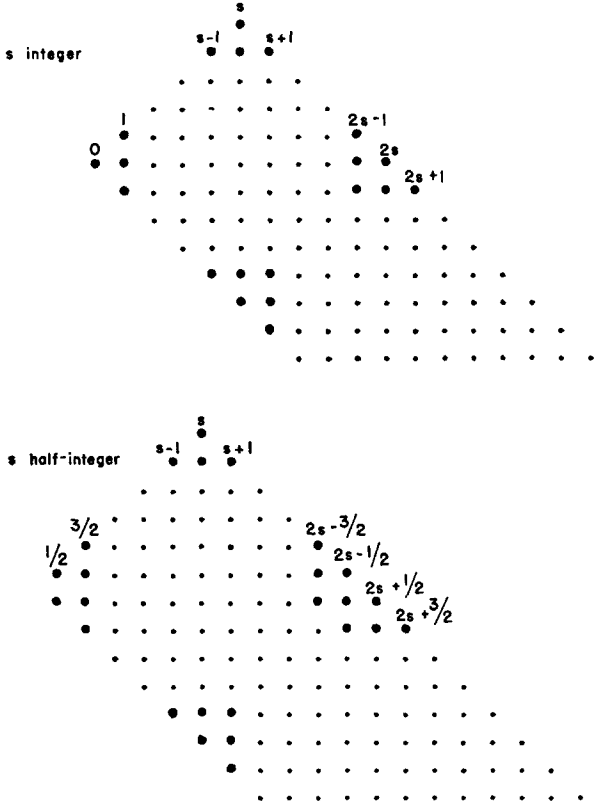 s
s-1 s+1
s integer
1 2s-1
0 2s
2s+1
s
s-1 s+1
s half-integer
3/2 2s-3/2
1/2 2s-1/2
2s+1/2
2s+3/2